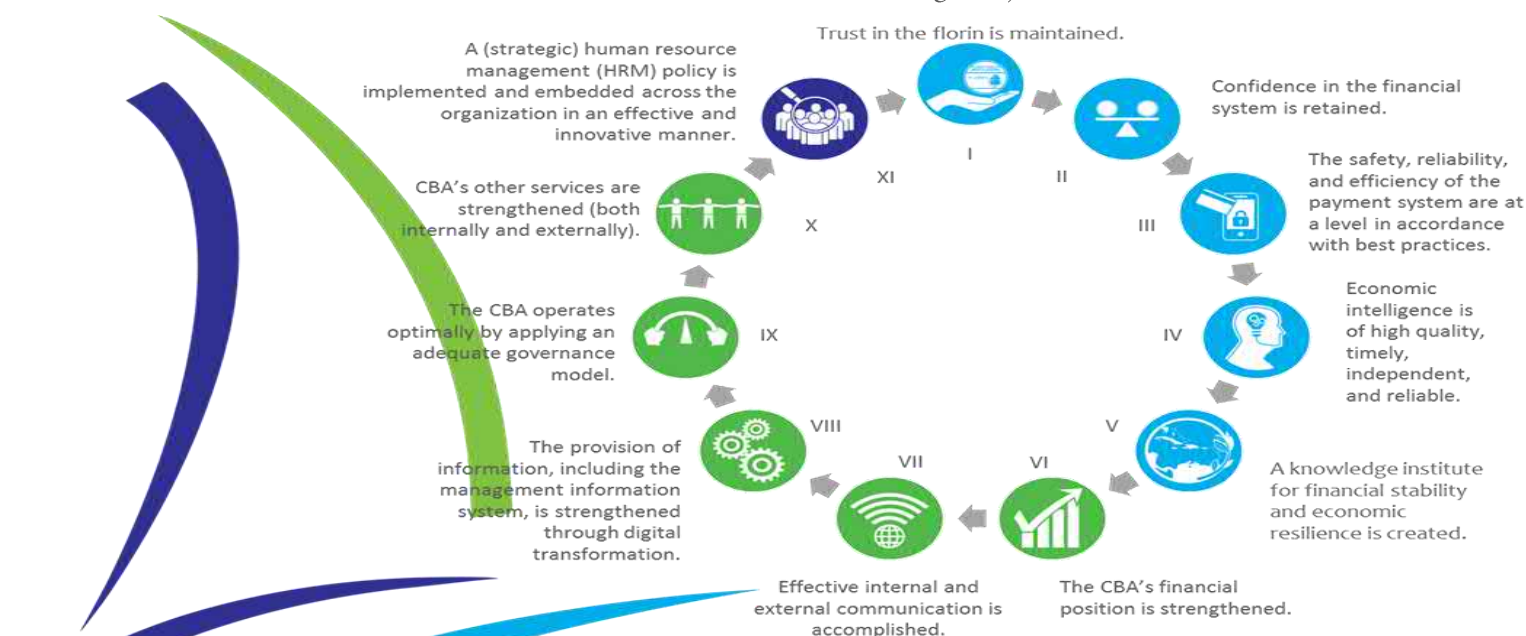 Trust in the florin is maintained.
I
Confidence in the financial
system is retained.
II
The safety, reliability,
and efficiency of the
payment system are at
a level in accordance
with best practices.
III
Economic
intelligence is
of high quality,
timely,
independent,
and reliable.
IV
A knowledge institute
for financial stability
and economic
resilience is created.
V
The CBA’s financial
position is strengthened.
VI
Effective internal and
external communication is
accomplished.
VII
The provision of
information, including the
management information
system, is strengthened
through digital
transformation.
VIII
The CBA operates
optimally by applying an
adequate governance
model.
IX
CBA’s other services are
strengthened (both
internally and externally).
X
A (strategic) human resource
management (HRM) policy is
implemented and embedded across the
organization in an effective and
innovative manner.
XI